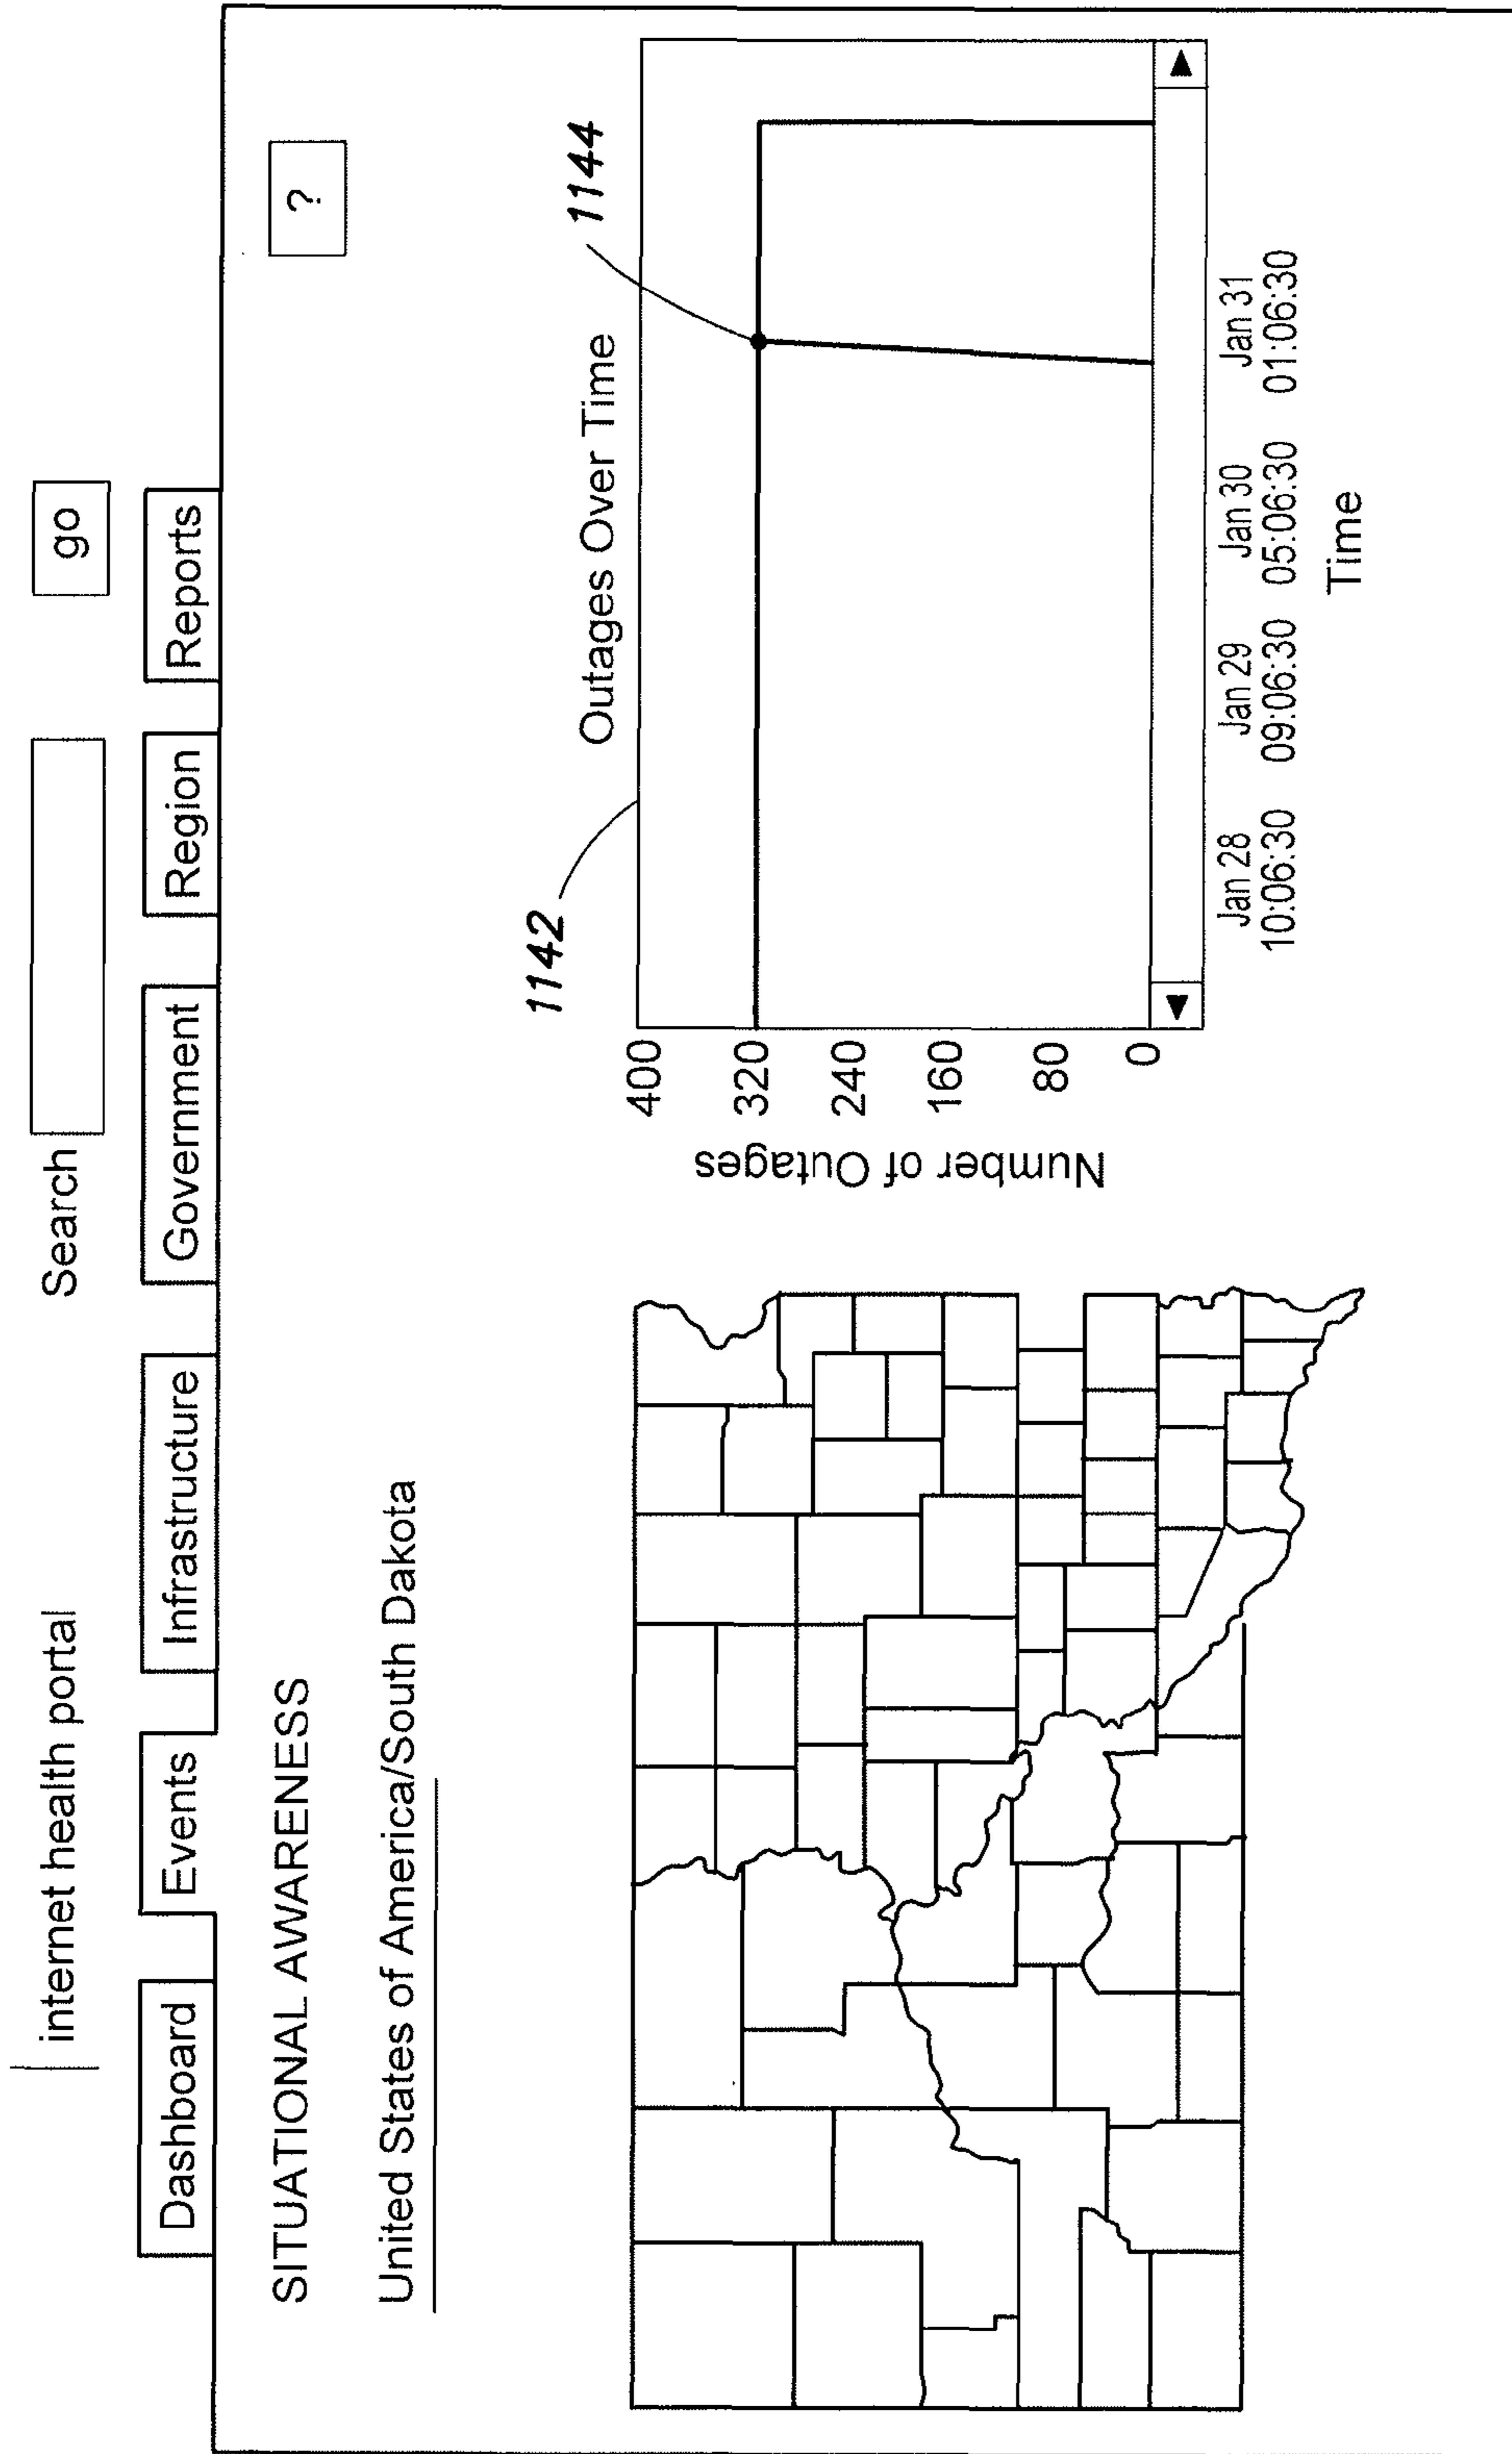 internet health portal
Search
go
Dashboard
Events
Infrastructure
Government
Region
Reports
SITUATIONAL AWARENESS
?
United States of America/South Dakota
1142
Outages Over Time
1144
Number of Outages
400
320
240
160
80
0
Jan 28 Jan 29 Jan 30 Jan 31
10:06:30 09:06:30 05:06:30 01:06:30
Time